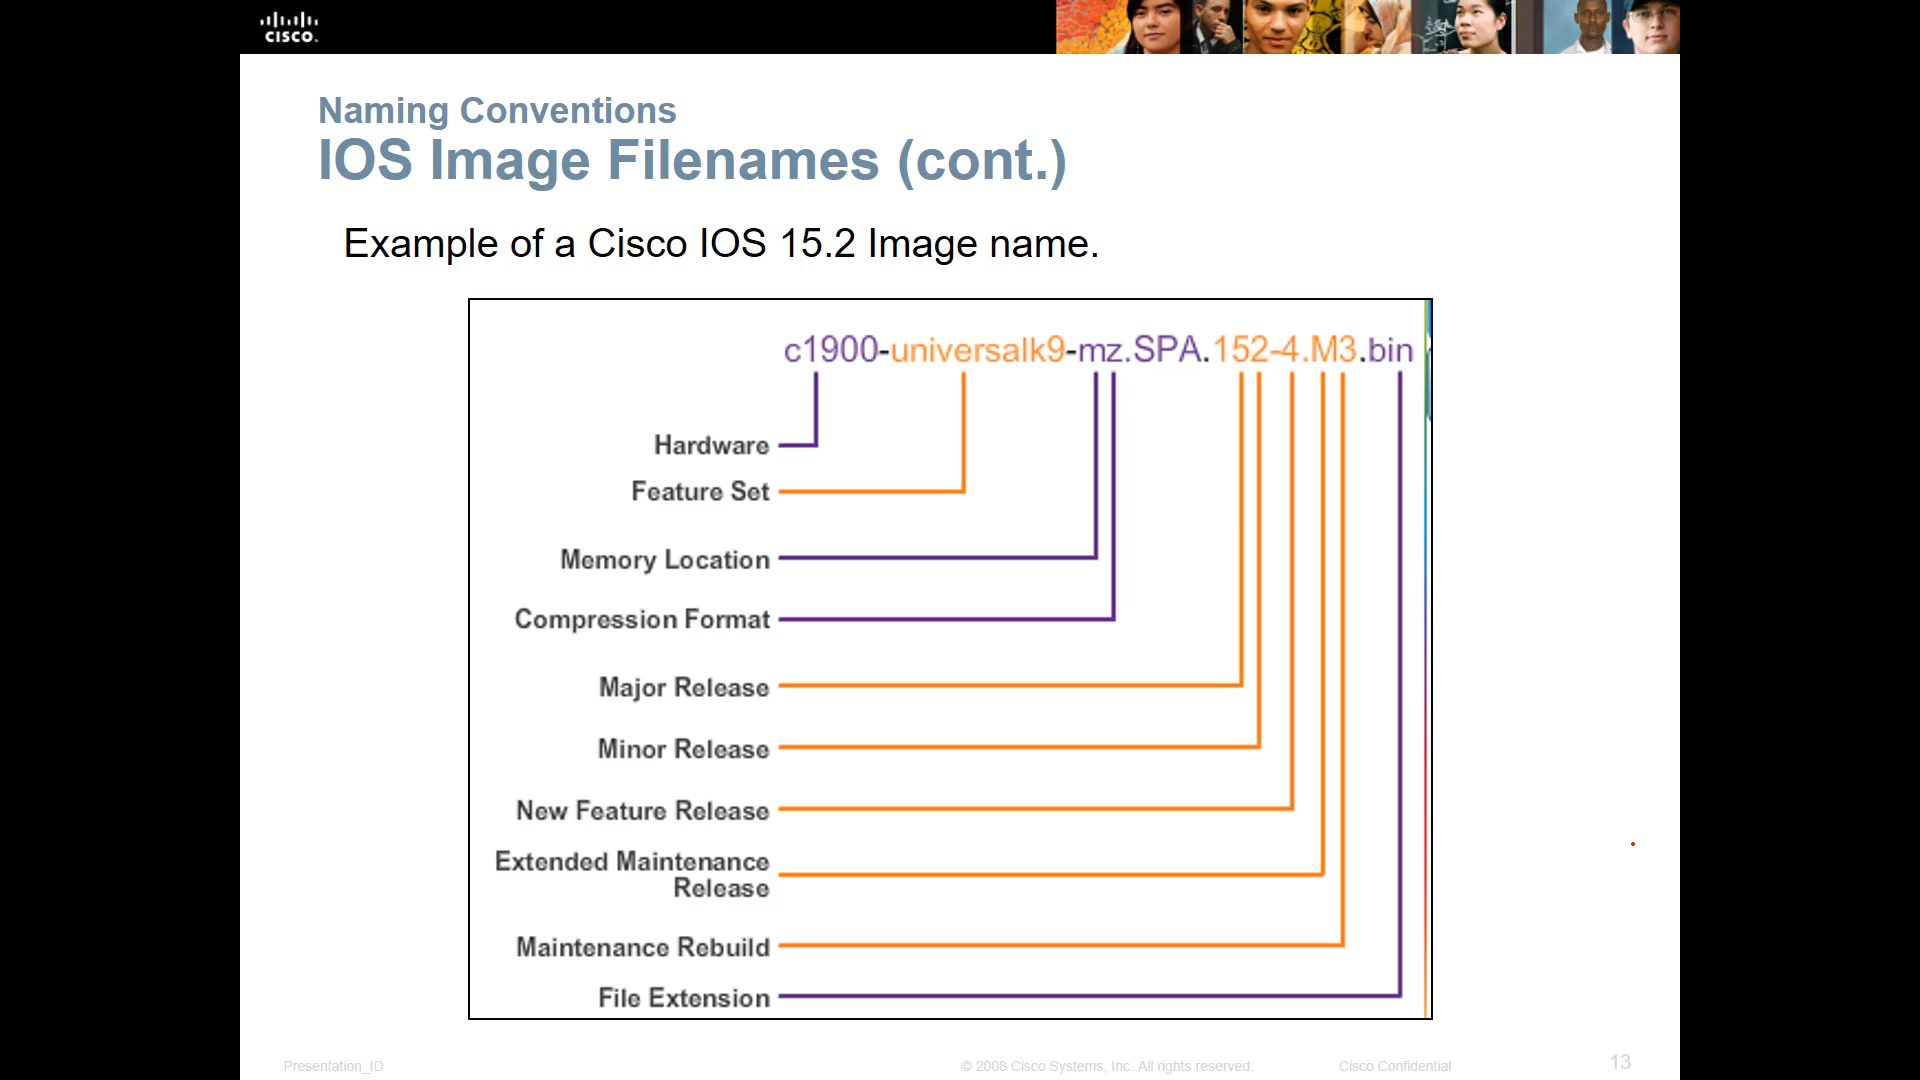 CISCO.
Naming Conventions
IOS Image Filenames (cont.)
Example of a Cisco IOS 15.2 Image name.
c1900-universalk9-mz.SPA.152-4.M3.bin
Hardware
Feature Set
Memory Location
Compression Format
Major Release
Minor Release
New Feature Release
Extended Maintenance
Release
Maintenance Rebuild
File Extension
Presentation_ID
© 2008 Cisco Systems, Inc. All rights reserved.
Cisco Confidential
13